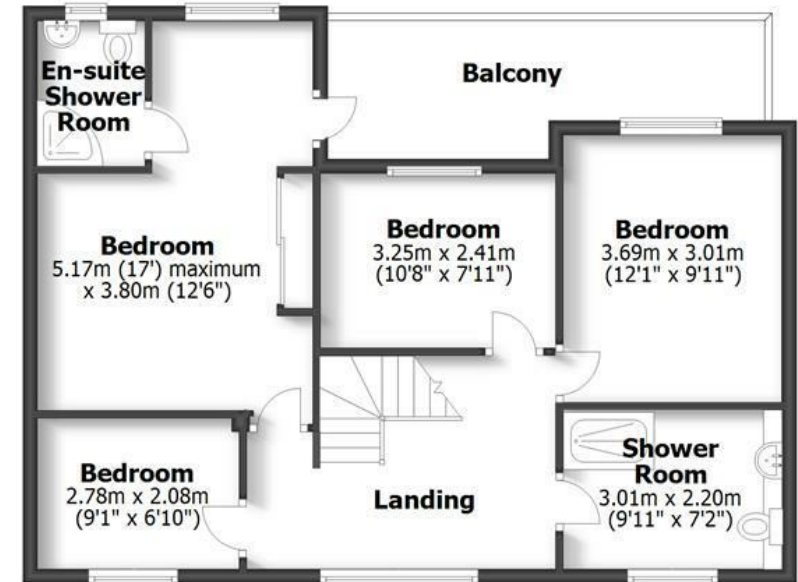 En-suite
Shower
Room
Balcony
Bedroom
5.17m (17') maximum
x 3.80m (12'6")
Bedroom
3.25m x 2.41m
(10'8" x 7'11")
Bedroom
3.69m x 3.01m
(12'1" x 9'11")
Bedroom
2.78m x 2.08m
(9'1" x 6'10")
Landing
Shower
Room
3.01m x 2.20m
(9'11" x 7'2")